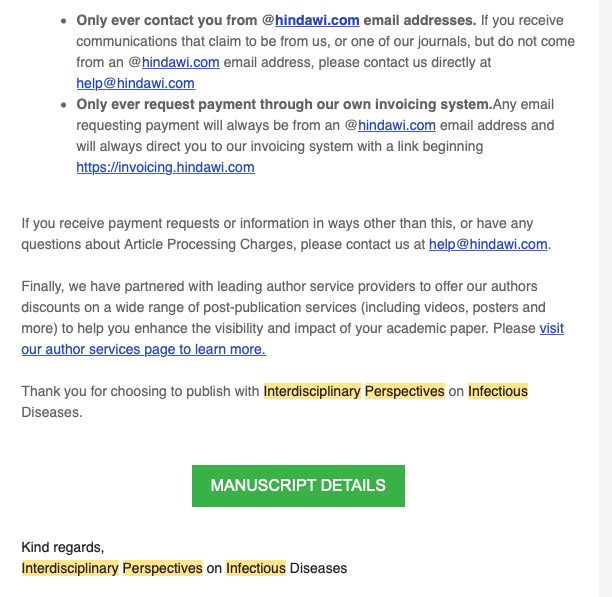 Only ever contact you from @hindawi.com email addresses. If you receive
communications that claim to be from us, or one of our journals, but do not come
from an @hindawi.com email address, please contact us directly at
help@hindawi.com
Only ever request payment through our own invoicing system.Any email
requesting payment will always be from an @hindawi.com email address and
will always direct you to our invoicing system with a link beginning
https://invoicing.hindawi.com
If you receive payment requests or information in ways other than this, or have any
questions about Article Processing Charges, please contact us at help@hindawi.com.
Finally, we have partnered with leading author service providers to offer our authors
discounts on a wide range of post-publication services (including videos, posters and
more) to help you enhance the visibility and impact of your academic paper. Please visit
our author services page to learn more.
Thank you for choosing to publish with Interdisciplinary Perspectives on Infectious
Diseases.
MANUSCRIPT DETAILS
Kind regards,
Interdisciplinary Perspectives on Infectious Diseases